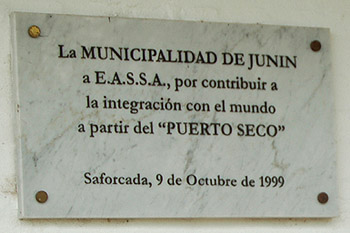 La MUNICIPALIDAD DE JUNIN
a E.A.S.S.A., por contribuir a
la integración con el mundo
a partir del "PUERTO SECO"
Saforcada, 9 de Octubre de 1999